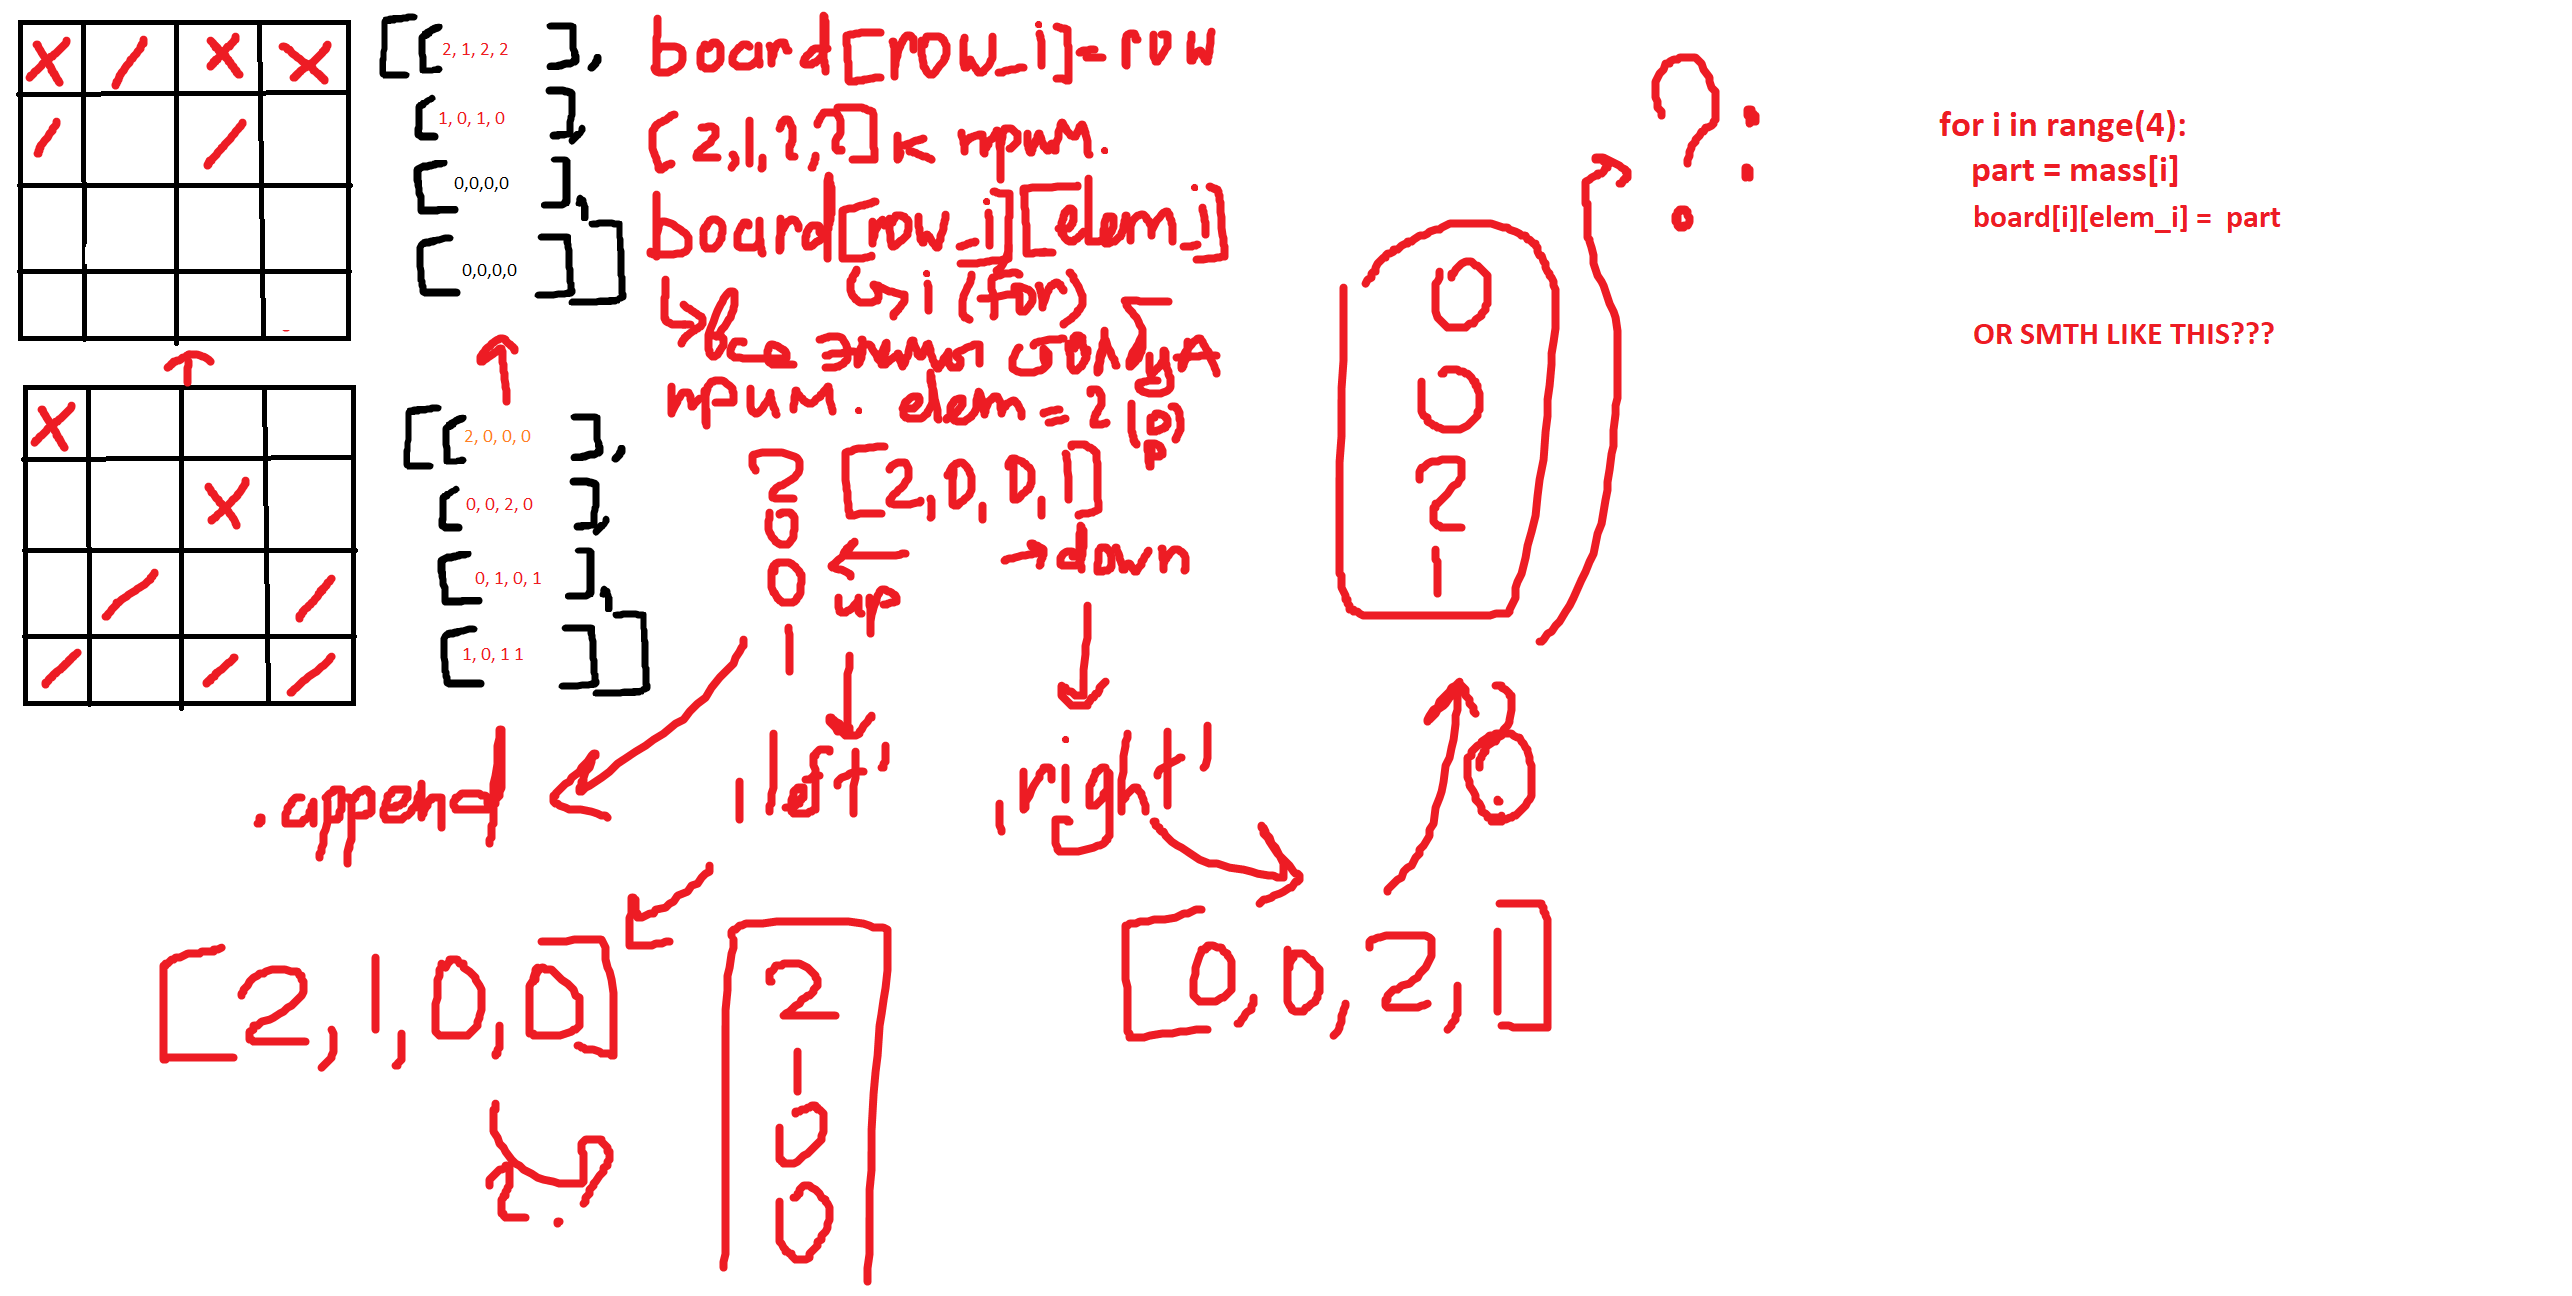 [[2, 1, 2, 2],
[1, 0, 1, 0],
[0,0,0,0],
[0,0,0,0]]
[[2, 0, 0, 0],
[0, 0, 2, 0],
[0, 1, 0, 1],
[1, 0, 1 1]]
board[row_i]=row
[2,1,2,2] к прим.
board[row_i][elem_i]
i (for)
все
прим. elem = 2
2
0
0
1
[2,0,0,1]
up
down
'left'
'right'
.append
[2,1,0,0]
?
2
1
0
0
[0,0,2,1]
?
0
0
2
1
?:
for i in range(4):
part = mass[i]
board[i][elem_i] =  part
OR SMTH LIKE THIS???